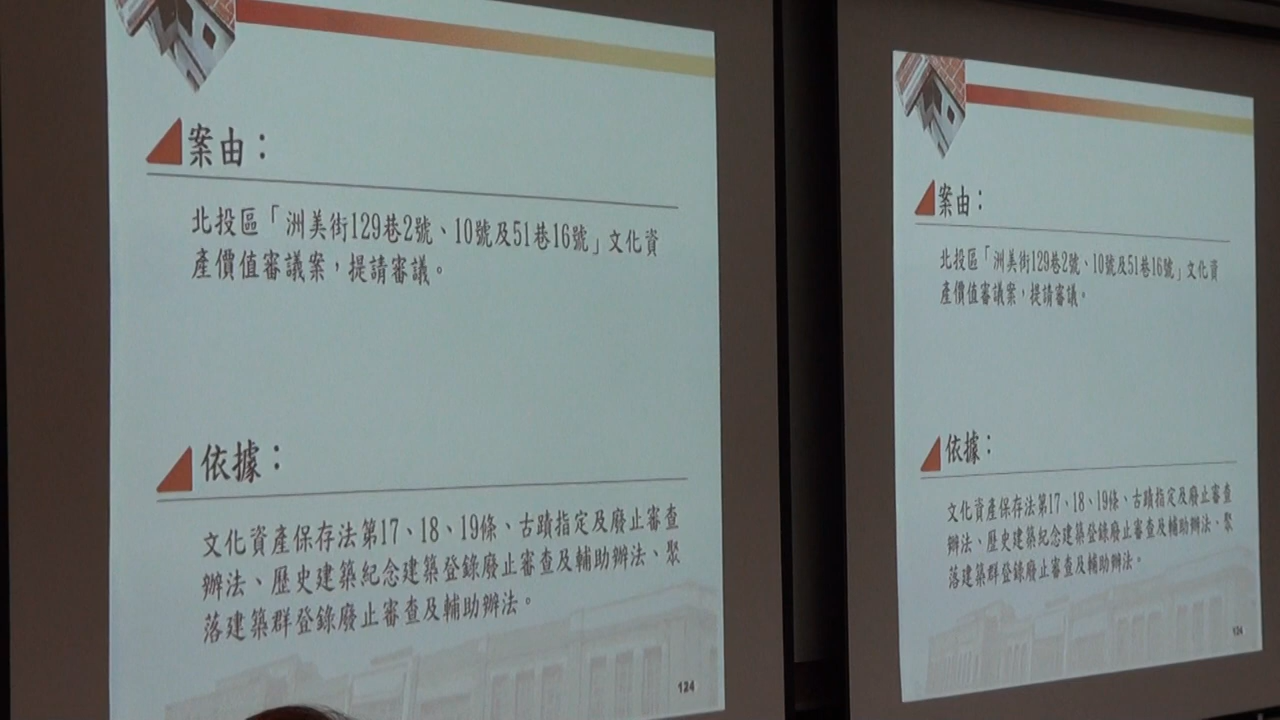 案由：
北投區「洲美街129巷2號、10號及51巷16號」文化資
產價值審議案，提請審議。
依據：
文化資產保存法第17、18、19條、古蹟指定及廢止審查
辦法、歷史建築紀念建築登錄廢止審查及輔助辦法、聚
落建築群登錄廢止審查及輔助辦法。
124
案由：
北投區「洲美街129巷2號、10號及51巷16號」文化資
產價值審議案，提請審議。
依據：
文化資產保存法第17、18、19條、古蹟指定及廢止審查
辦法、歷史建築紀念建築登錄廢止審查及輔助辦法、聚
落建築群登錄廢止審查及輔助辦法。
124